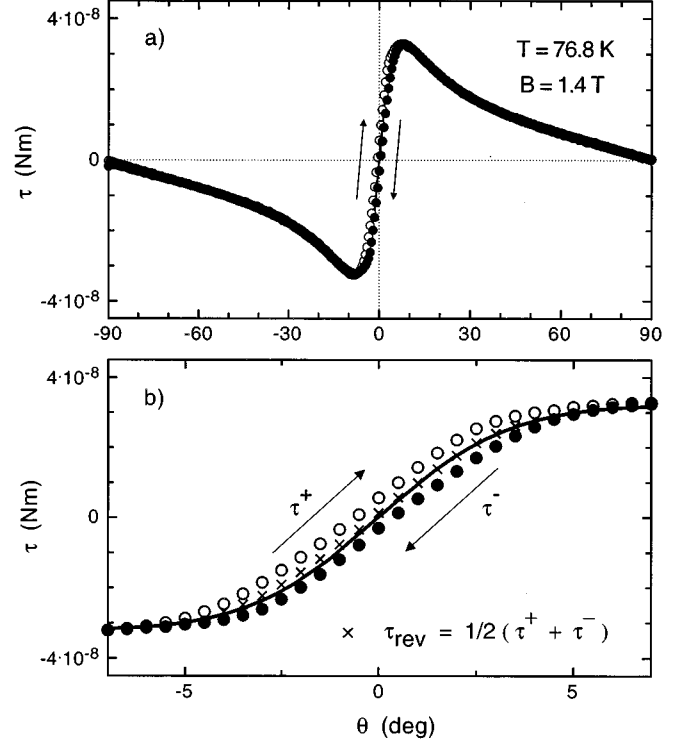 4·10⁻⁸
a)
T = 76.8 K
B = 1.4 T
τ (Nm)
0
-4·10⁻⁸
-90 -60 -30 0 30 60 90
4·10⁻⁸
b)
τ⁺
τ⁻
τ (Nm)
0
× τrev = 1/2 ( τ⁺ + τ⁻ )
-4·10⁻⁸
-5 0 5
θ (deg)